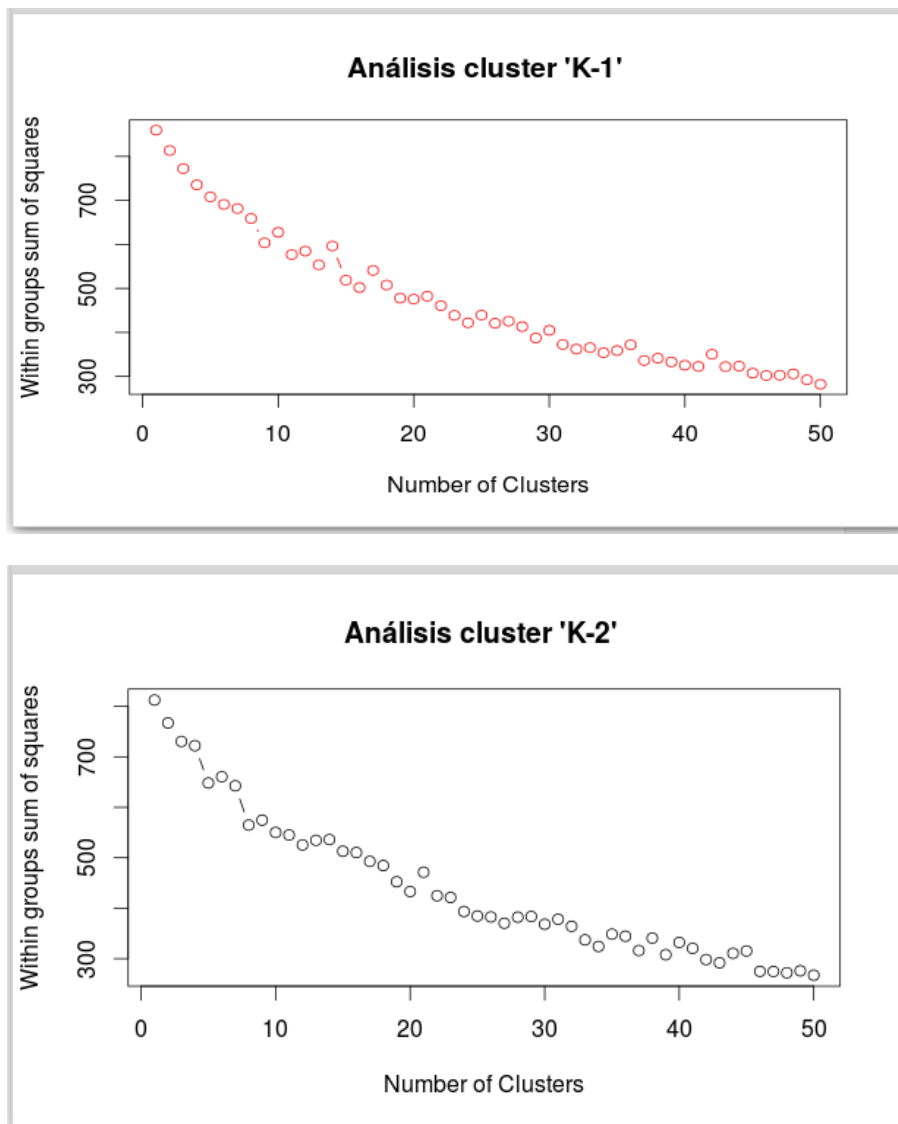 Análisis cluster 'K-1'
Within groups sum of squares
700
500
300
0 10 20 30 40 50
Number of Clusters
Análisis cluster 'K-2'
Within groups sum of squares
700
500
300
0 10 20 30 40 50
Number of Clusters